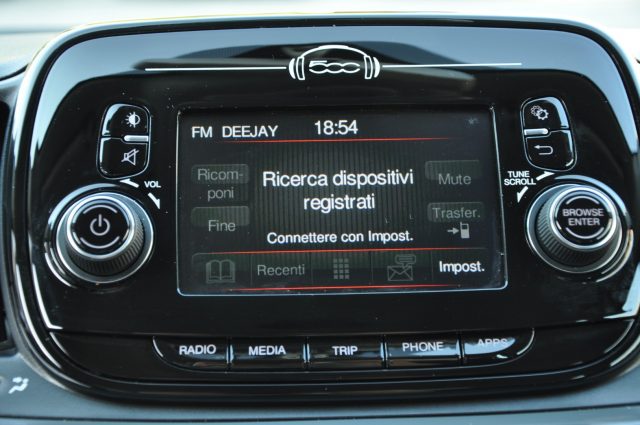 500
FM DEEJAY 18:54
VOL
TUNE
SCROLL
Ricom-
poni
Ricerca dispositivi
registrati
Mute
Fine
Trasfer.
BROWSE
ENTER
Connettere con Impost.
Recenti
Impost.
RADIO
MEDIA
TRIP
PHONE
APPS